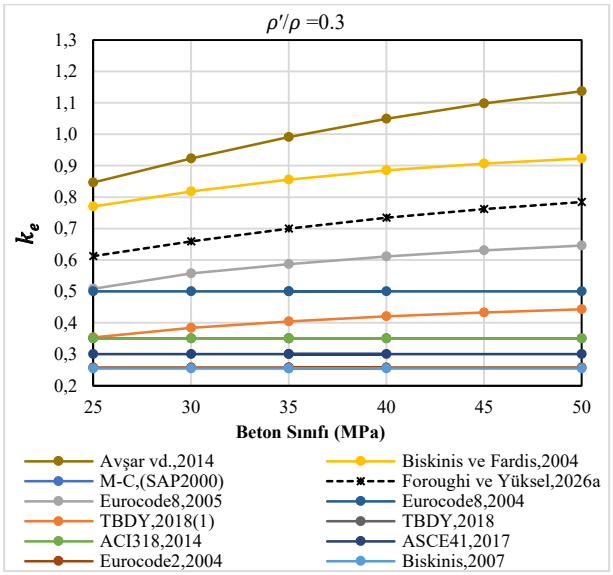 ρ′/ρ =0.3
1,3
1,2
1,1
1,0
0,9
0,8
0,7
0,6
0,5
0,4
0,3
0,2
kₑ
25 30 35 40 45 50
Beton Sınıfı (MPa)
Avşar vd.,2014 Biskinis ve Fardis,2004
M-C,(SAP2000) Foroughi ve Yüksel,2026a
Eurocode8,2005 Eurocode8,2004
TBDY,2018(1) TBDY,2018
ACI318,2014 ASCE41,2017
Eurocode2,2004 Biskinis,2007